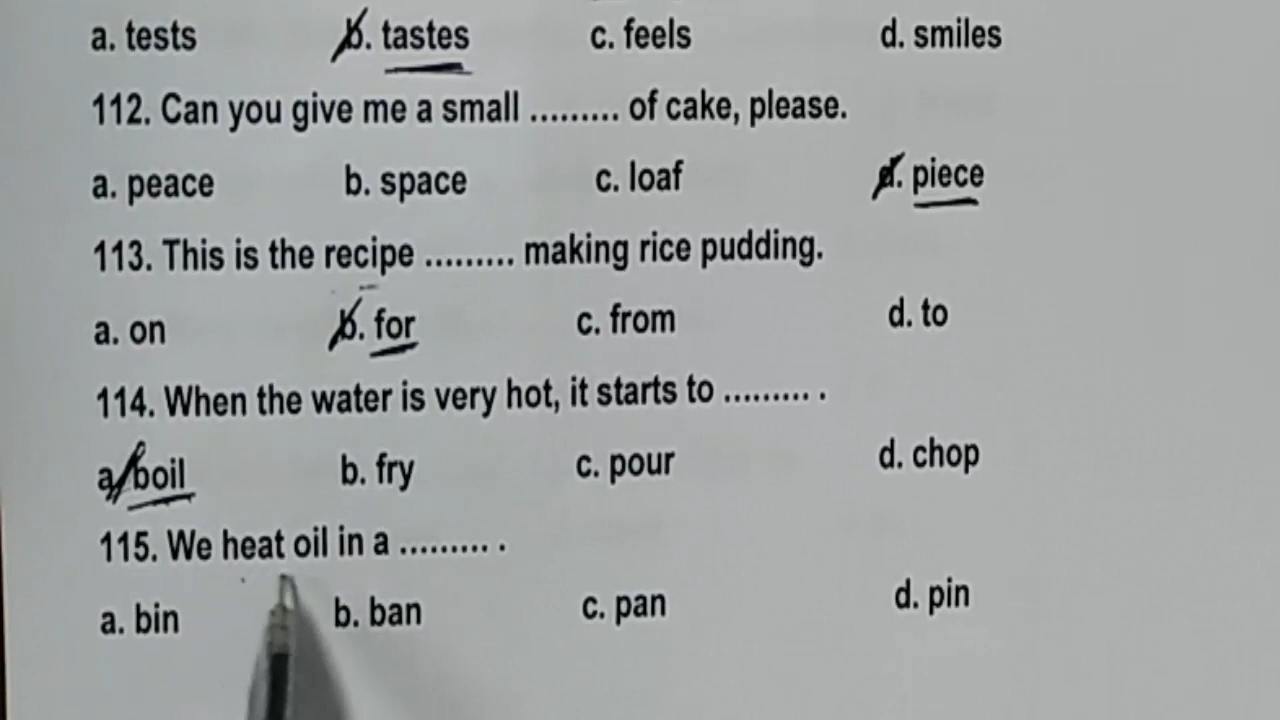 a. tests b. tastes c. feels d. smiles
112. Can you give me a small ......... of cake, please.
a. peace b. space c. loaf d. piece
113. This is the recipe ......... making rice pudding.
a. on b. for c. from d. to
114. When the water is very hot, it starts to ......... .
a boil b. fry c. pour d. chop
115. We heat oil in a ......... .
a. bin b. ban c. pan d. pin